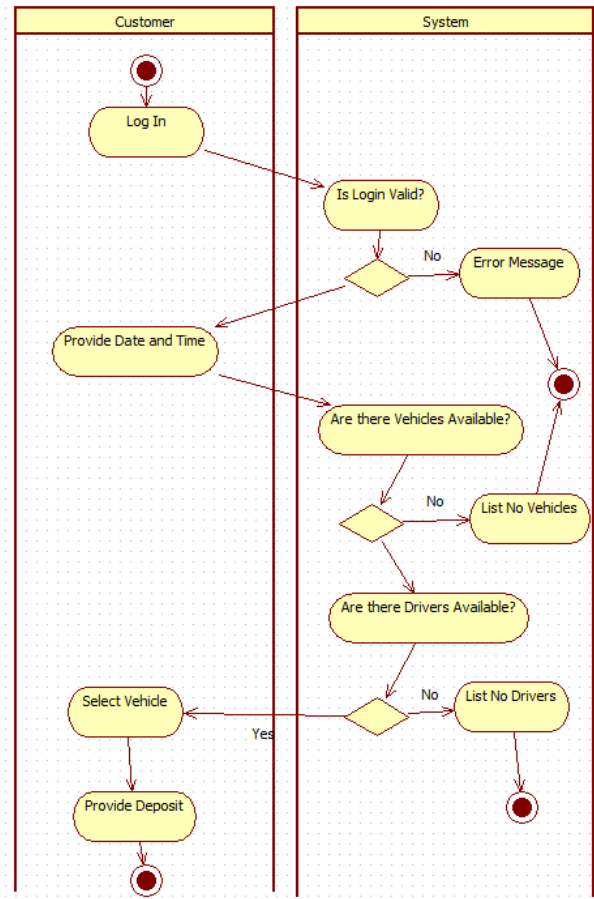 Customer
System
Log In
Is Login Valid?
No
Error Message
Provide Date and Time
Are there Vehicles Available?
No
List No Vehicles
Are there Drivers Available?
Select Vehicle
Yes
No
List No Drivers
Provide Deposit